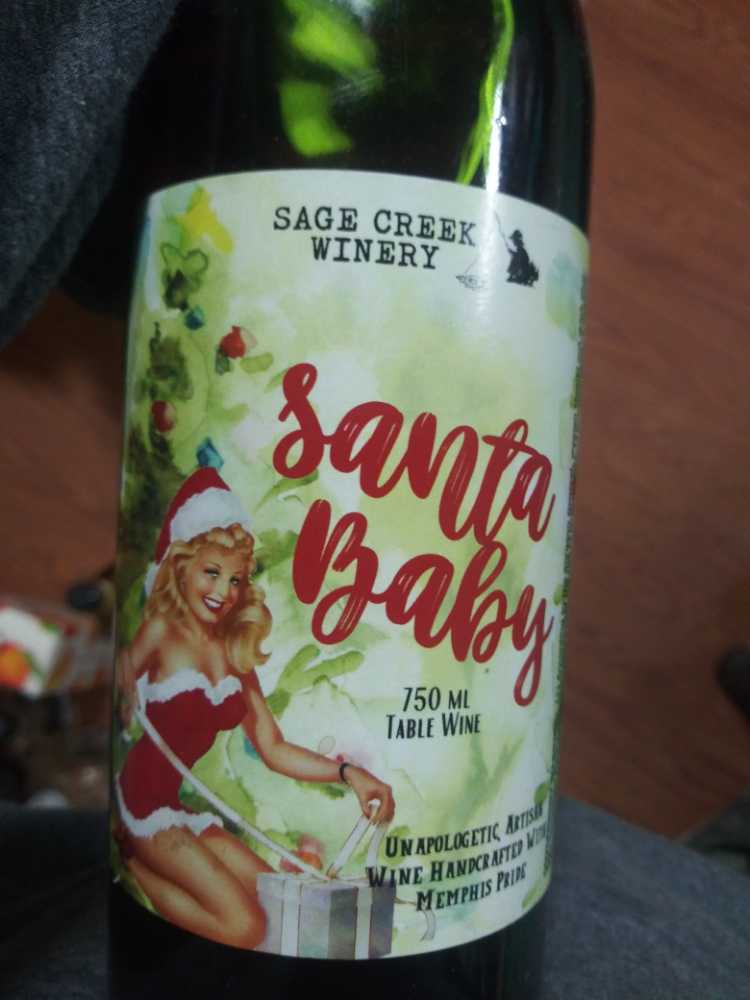 SAGE CREEK
WINERY
Santa
Baby
750 ML
TABLE WINE
UNAPOLOGETIC, ARTISAN
WINE HANDCRAFTED WITH
MEMPHIS PRIDE